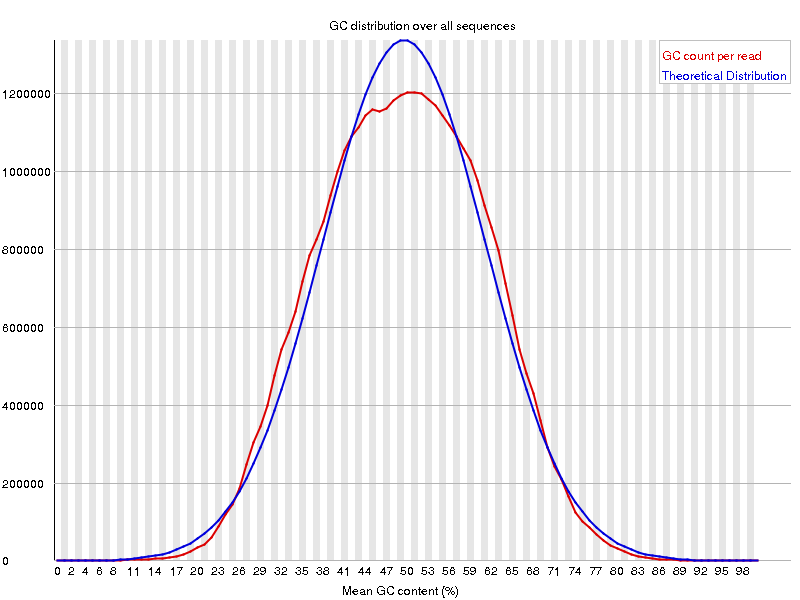 GC distribution over all sequences
GC count per read
Theoretical Distribution
1200000
1000000
800000
600000
400000
200000
0
0 2 4 6 8 11 14 17 20 23 26 29 32 35 38 41 44 47 50 53 56 59 62 65 68 71 74 77 80 83 86 89 92 95 98
Mean GC content (%)